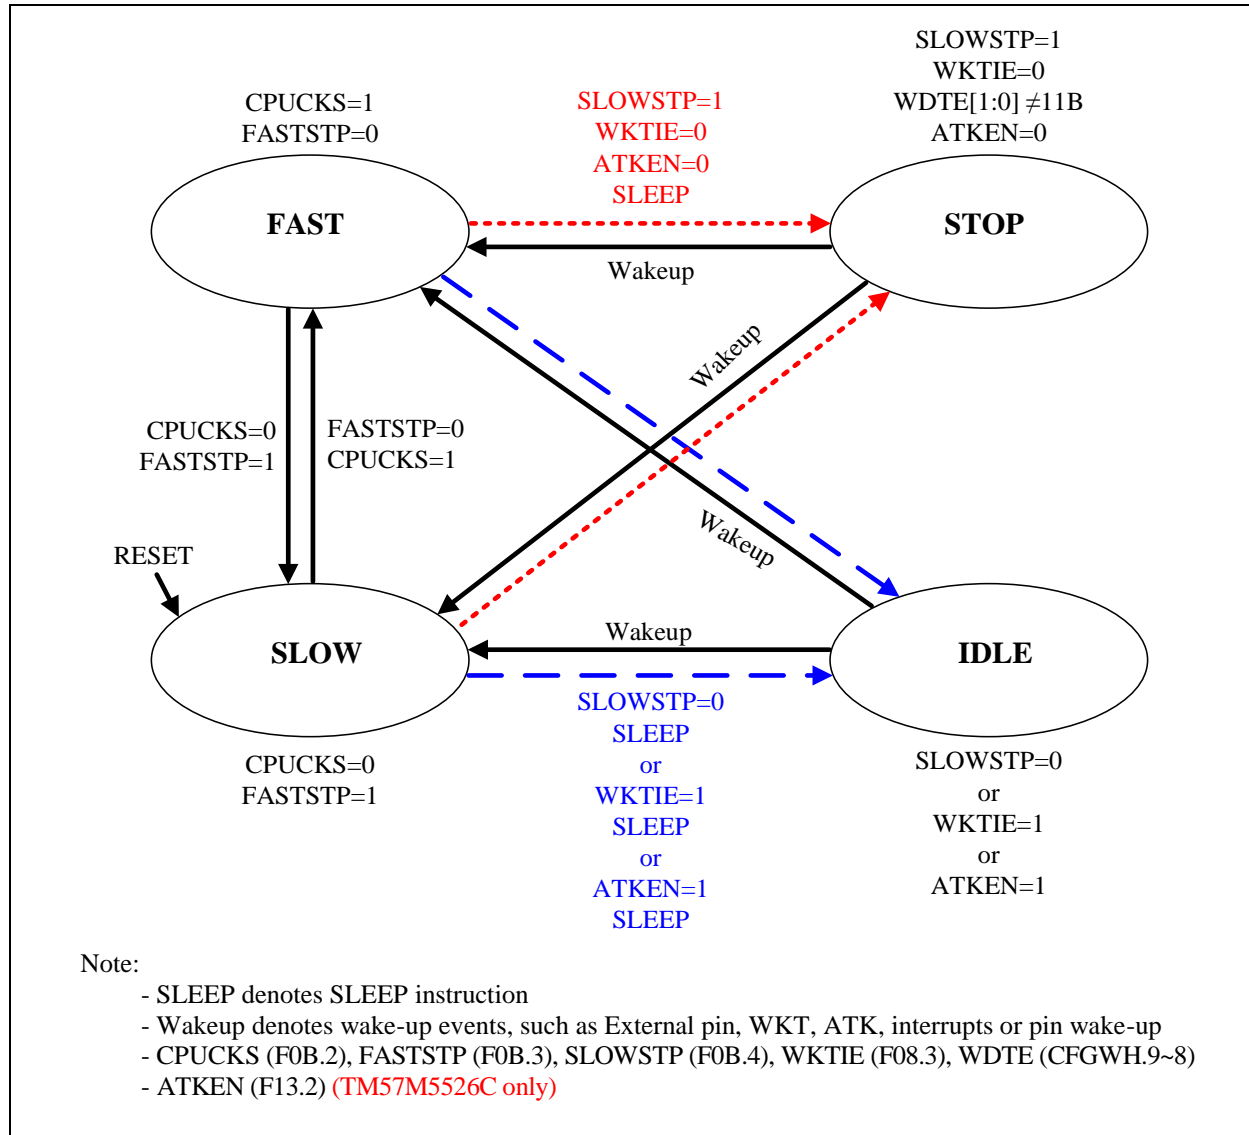 SLOWSTP=1
WKTIE=0
WDTE[1:0] ≠11B
ATKEN=0
CPUCKS=1
FASTSTP=0
SLOWSTP=1
WKTIE=0
ATKEN=0
SLEEP
FAST
STOP
Wakeup
Wakeup
CPUCKS=0
FASTSTP=1
FASTSTP=0
CPUCKS=1
Wakeup
RESET
SLOW
Wakeup
IDLE
SLOWSTP=0
SLEEP
or
WKTIE=1
SLEEP
or
ATKEN=1
SLEEP
CPUCKS=0
FASTSTP=1
SLOWSTP=0
or
WKTIE=1
or
ATKEN=1
Note:
- SLEEP denotes SLEEP instruction
- Wakeup denotes wake-up events, such as External pin, WKT, ATK, interrupts or pin wake-up
- CPUCKS (F0B.2), FASTSTP (F0B.3), SLOWSTP (F0B.4), WKTIE (F08.3), WDTE (CFGWH.9~8)
- ATKEN (F13.2) (TM57M5526C only)